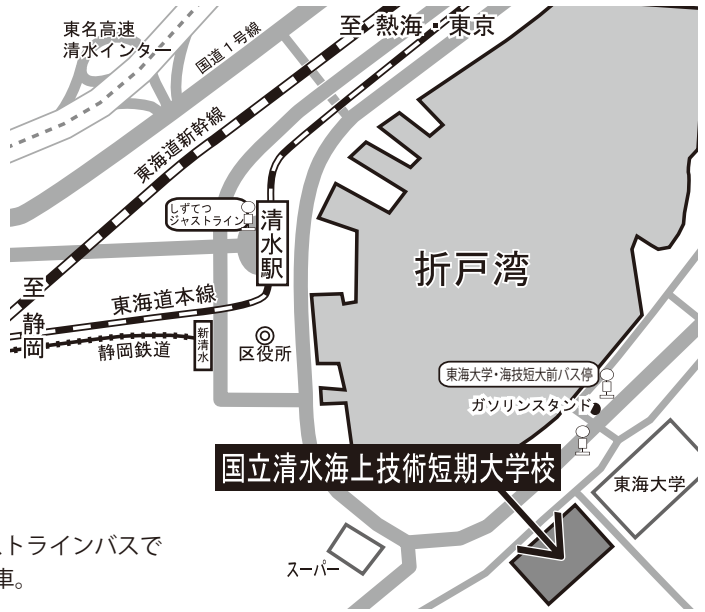 東名高速
清水インター
国道1号線
至 熱海・東京
東海道新幹線
しずてつ
ジャストライン
清水駅
折戸湾
至 静岡
東海道本線
静岡鉄道
新清水
区役所
東海大学・海技短大前バス停
ガソリンスタンド
国立清水海上技術短期大学校
東海大学
ストラインバスで
車。
スーパー